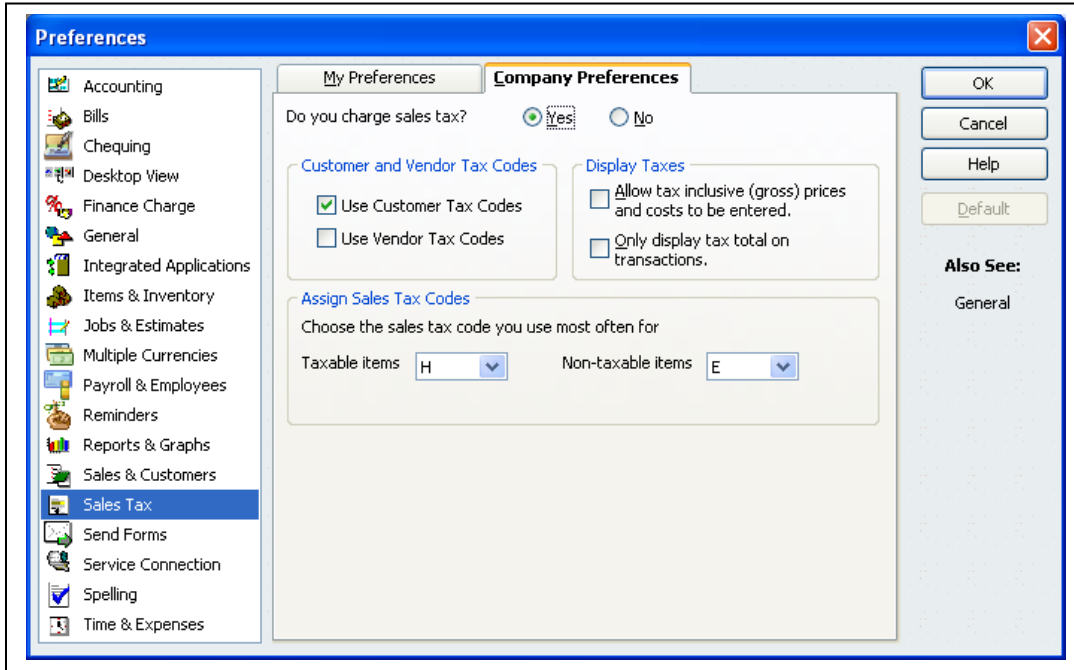 Preferences
Accounting
Bills
Chequing
Desktop View
Finance Charge
General
Integrated Applications
Items & Inventory
Jobs & Estimates
Multiple Currencies
Payroll & Employees
Reminders
Reports & Graphs
Sales & Customers
Sales Tax
Send Forms
Service Connection
Spelling
Time & Expenses
My Preferences
Company Preferences
Do you charge sales tax? Yes No
Customer and Vendor Tax Codes
Use Customer Tax Codes
Use Vendor Tax Codes
Display Taxes
Allow tax inclusive (gross) prices
and costs to be entered.
Only display tax total on
transactions.
Assign Sales Tax Codes
Choose the sales tax code you use most often for
Taxable items H Non-taxable items E
OK
Cancel
Help
Default
Also See:
General